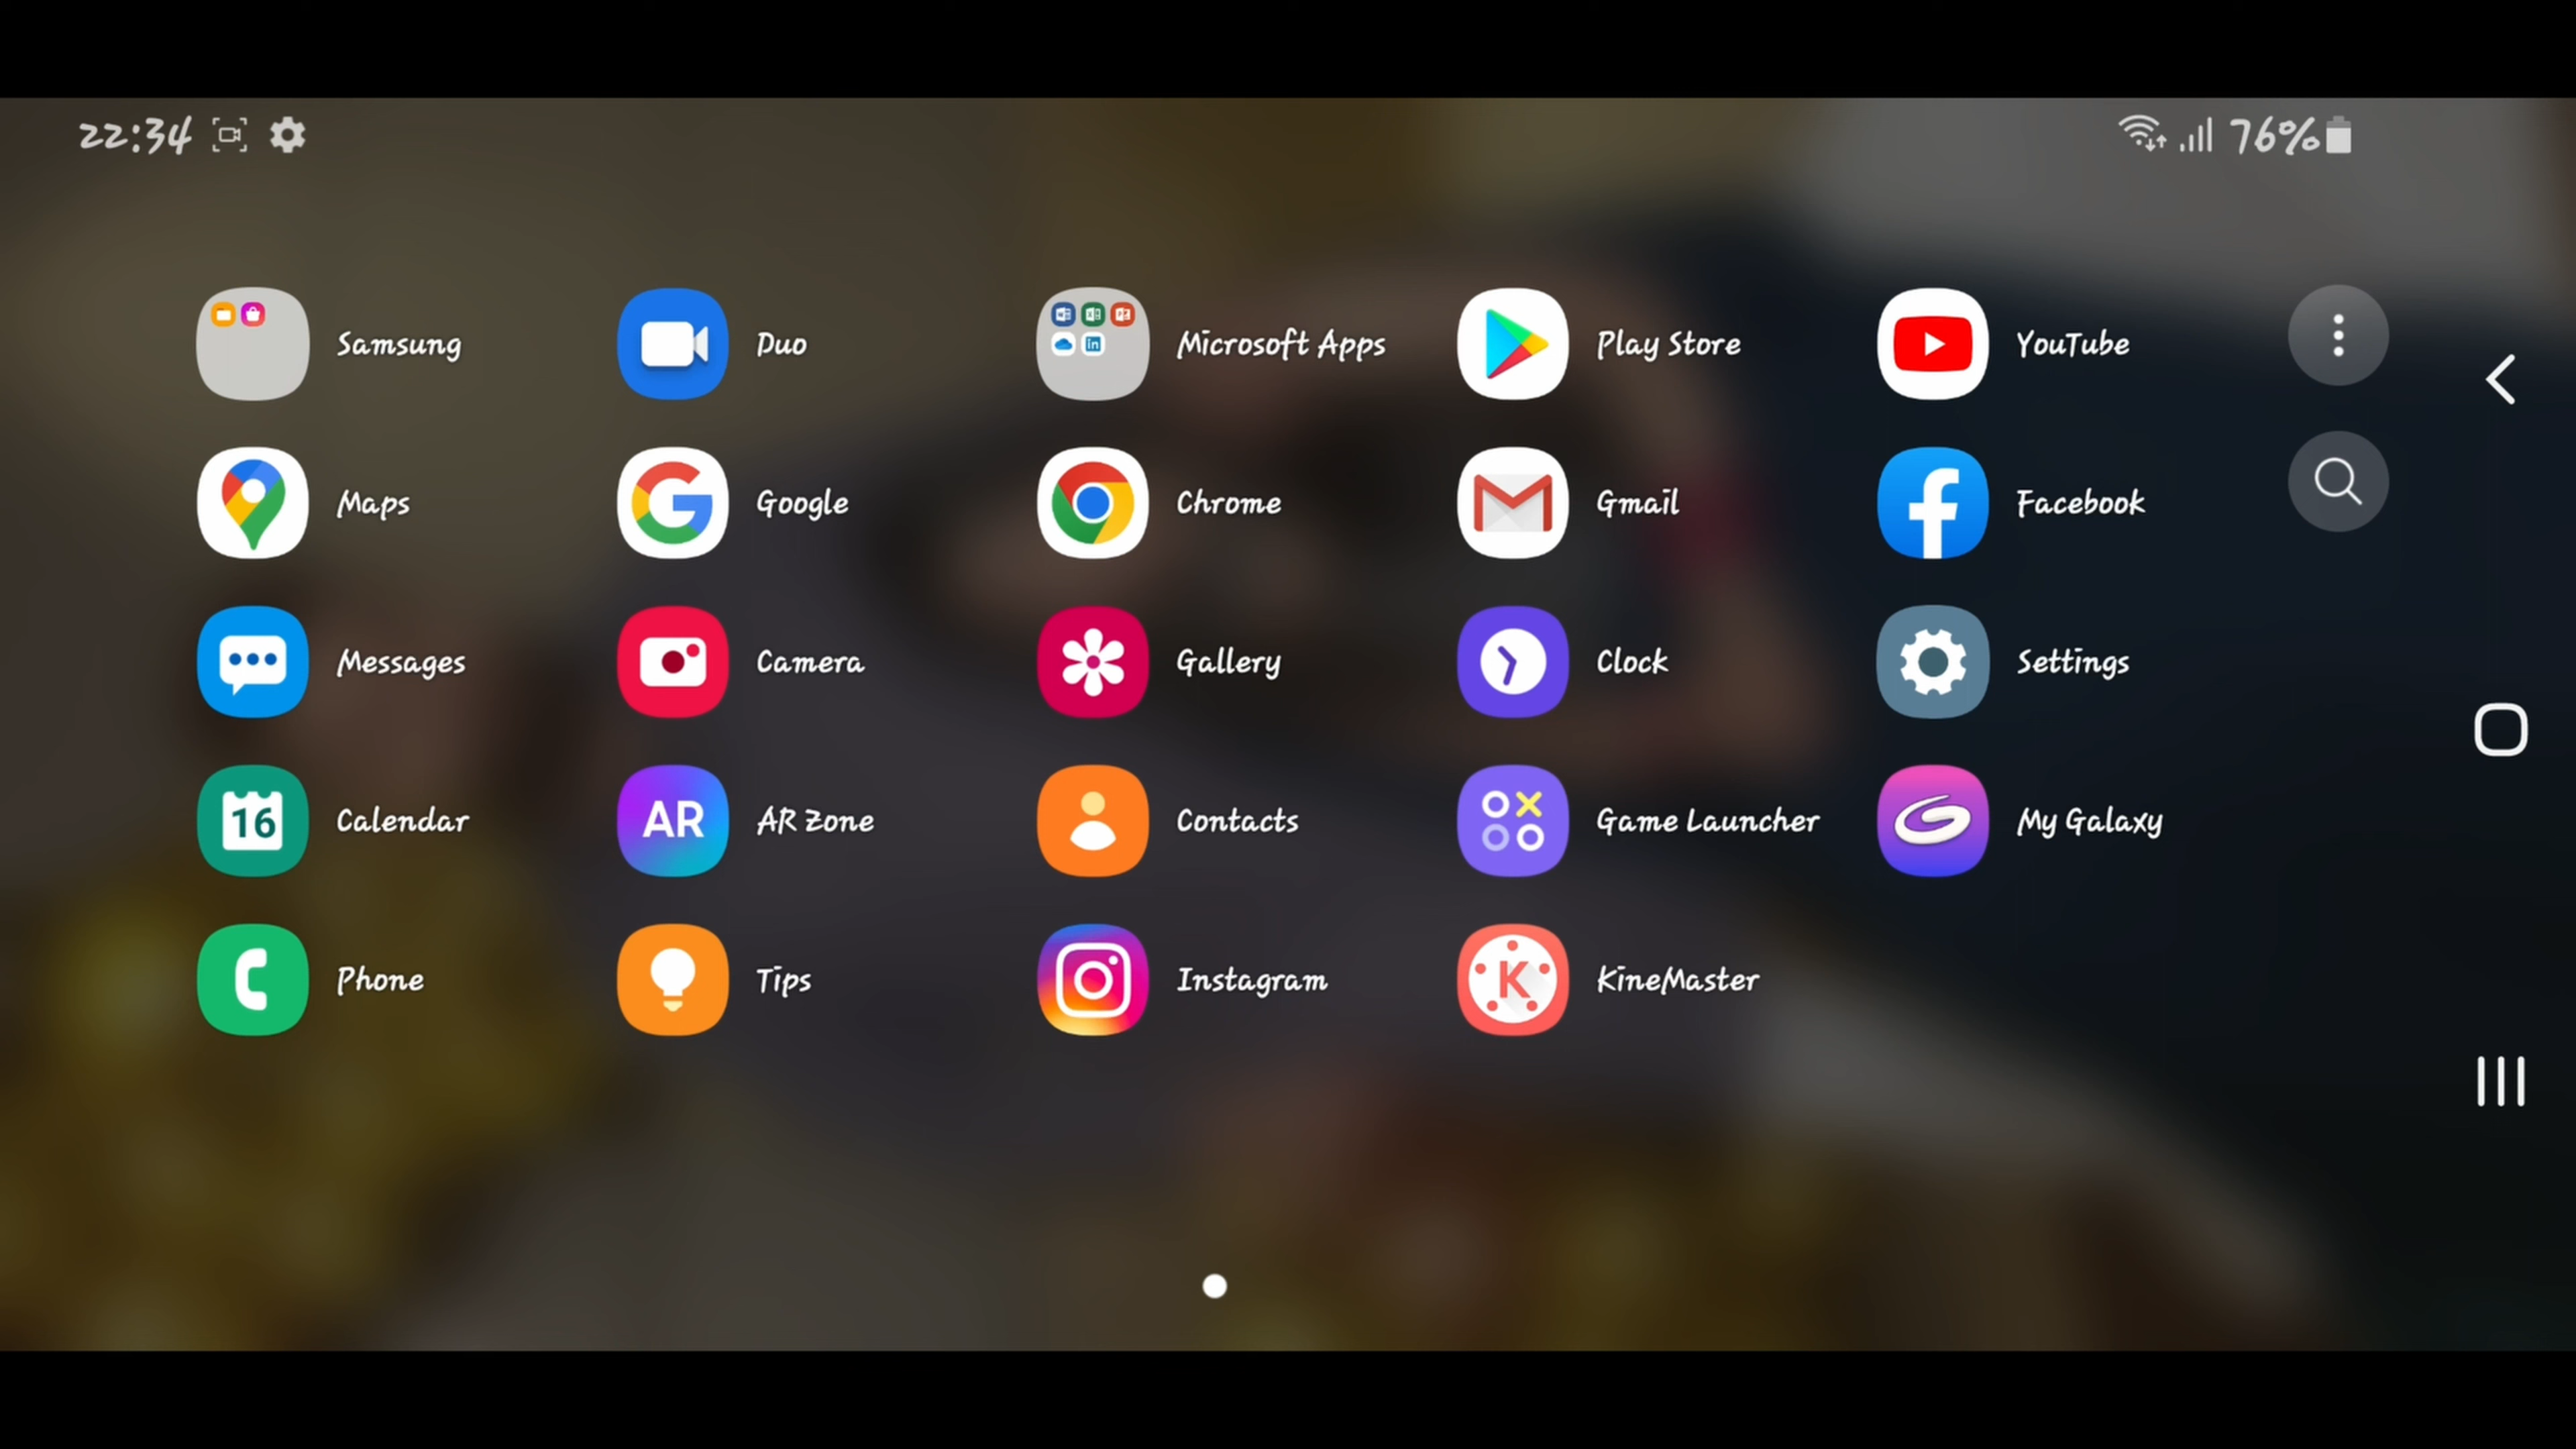 22:34 76%
Samsung Duo Microsoft Apps Play Store YouTube
Maps Google Chrome Gmail Facebook
Messages Camera Gallery Clock Settings
16 Calendar AR AR Zone Contacts Game Launcher My Galaxy
Phone Tips Instagram K KineMaster